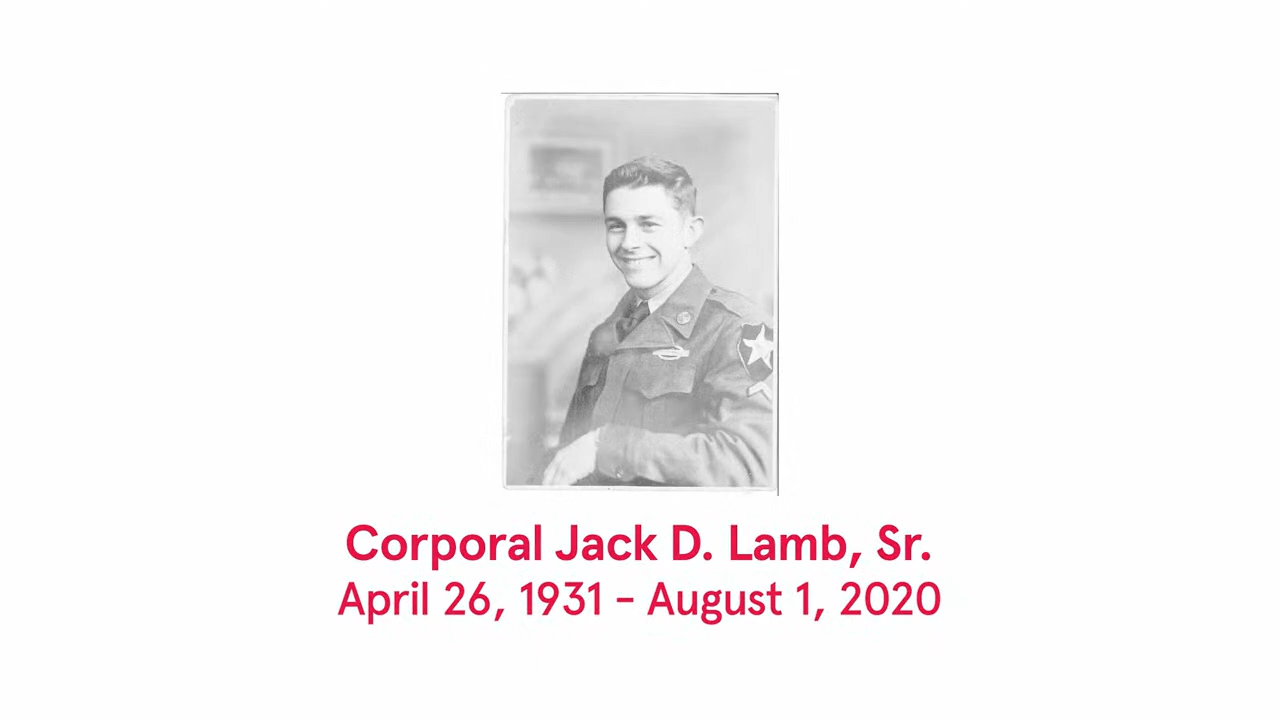 Corporal Jack D. Lamb, Sr.
April 26, 1931 – August 1, 2020